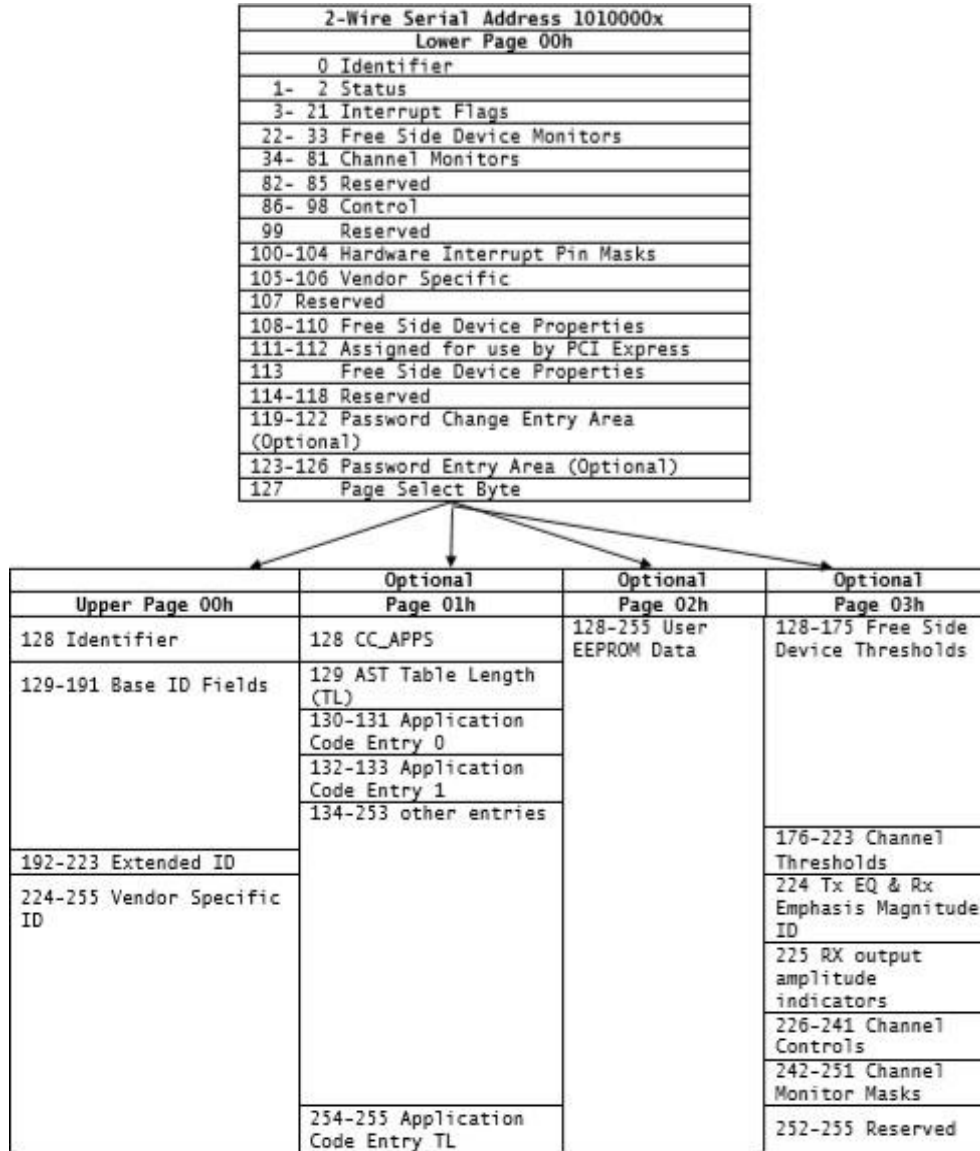 2-Wire Serial Address 1010000x
Lower Page 00h
0 Identifier
1- 2 Status
3- 21 Interrupt Flags
22- 33 Free Side Device Monitors
34- 81 Channel Monitors
82- 85 Reserved
86- 98 Control
99 Reserved
100-104 Hardware Interrupt Pin Masks
105-106 Vendor Specific
107 Reserved
108-110 Free Side Device Properties
111-112 Assigned for use by PCI Express
113 Free Side Device Properties
114-118 Reserved
119-122 Password Change Entry Area
(Optional)
123-126 Password Entry Area (Optional)
127 Page Select Byte
Upper Page 00h
128 Identifier
129-191 Base ID Fields
192-223 Extended ID
224-255 Vendor Specific
ID
Optional
Page 01h
128 CC_APPS
129 AST Table Length
(TL)
130-131 Application
Code Entry 0
132-133 Application
Code Entry 1
134-253 other entries
254-255 Application
Code Entry TL
Optional
Page 02h
128-255 User
EEPROM Data
Optional
Page 03h
128-175 Free Side
Device Thresholds
176-223 Channel
Thresholds
224 Tx EQ & Rx
Emphasis Magnitude
ID
225 RX output
amplitude
indicators
226-241 Channel
Controls
242-251 Channel
Monitor Masks
252-255 Reserved